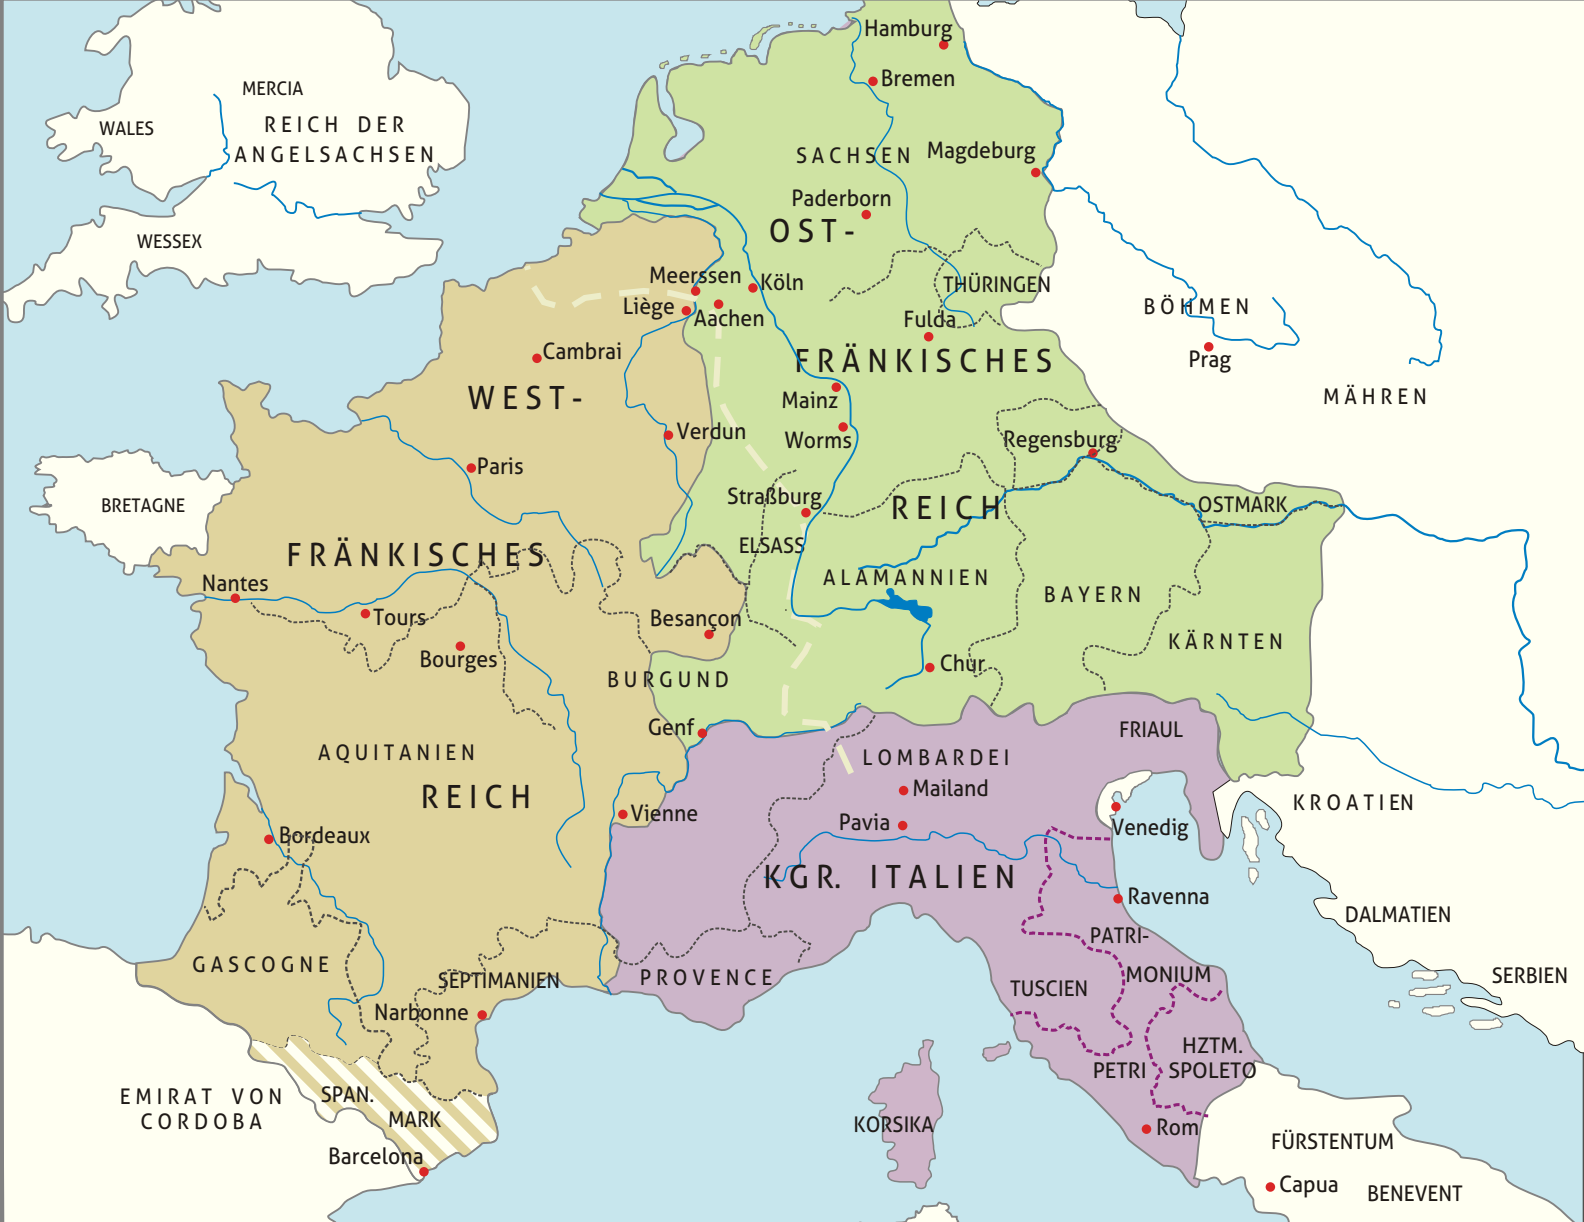 Hamburg
Bremen
MERCIA
REICH DER
ANGELSACHSEN
WALES
WESSEX
SACHSEN
Magdeburg
Paderborn
OST-
Meerssen
Köln
THÜRINGEN
Liège
Aachen
Fulda
BÖHMEN
Prag
Cambrai
FRÄNKISCHES
WEST-
Mainz
MÄHREN
Verdun
Worms
Regensburg
Paris
Straßburg
REICH
OSTMARK
BRETAGNE
ELSASS
FRÄNKISCHES
ALAMANNIEN
BAYERN
Nantes
Tours
Besançon
Bourges
KÄRNTEN
Chur
BURGUND
Genf
FRIAUL
AQUITANIEN
LOMBARDEI
REICH
Mailand
KROATIEN
Vienne
Pavia
Venedig
Bordeaux
KGR. ITALIEN
Ravenna
DALMATIEN
PATRI-
MONIUM
GASCOGNE
SEPTIMANIEN
PROVENCE
TUSCIEN
SERBIEN
Narbonne
HZTM.
SPOLETO
PETRI
EMIRAT VON
CORDOBA
SPAN.
MARK
KORSIKA
Rom
Barcelona
FÜRSTENTUM
BENEVENT
Capua